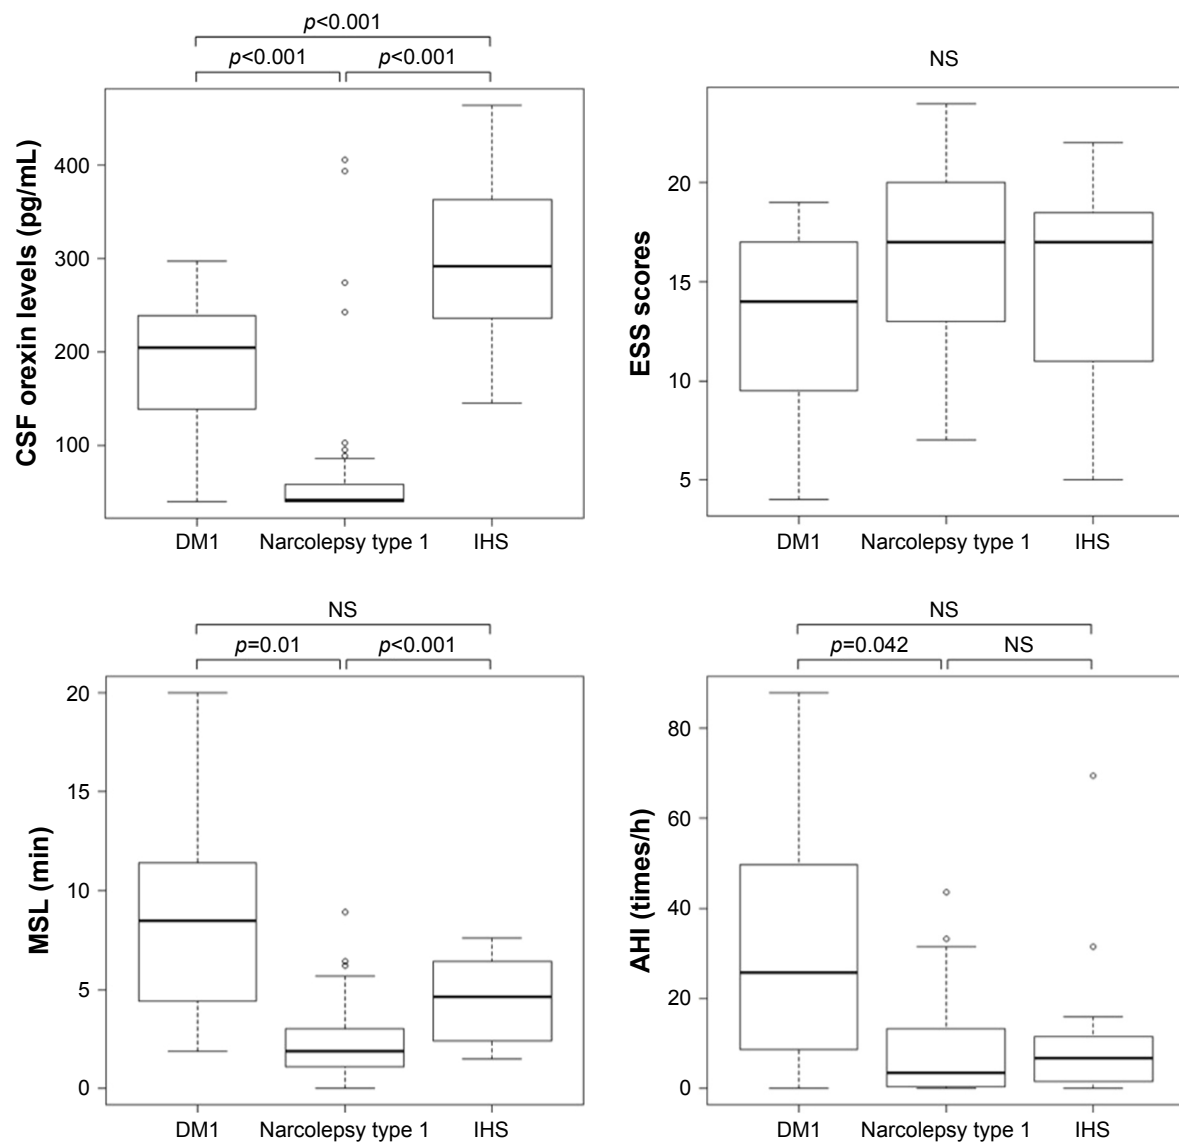 p<0.001
p<0.001 p<0.001
CSF orexin levels (pg/mL)
400
300
200
100
DM1 Narcolepsy type 1 IHS
NS
ESS scores
20
15
10
5
DM1 Narcolepsy type 1 IHS
NS
p=0.01 p<0.001
MSL (min)
20
15
10
5
0
DM1 Narcolepsy type 1 IHS
NS
p=0.042 NS
AHI (times/h)
80
60
40
20
0
DM1 Narcolepsy type 1 IHS